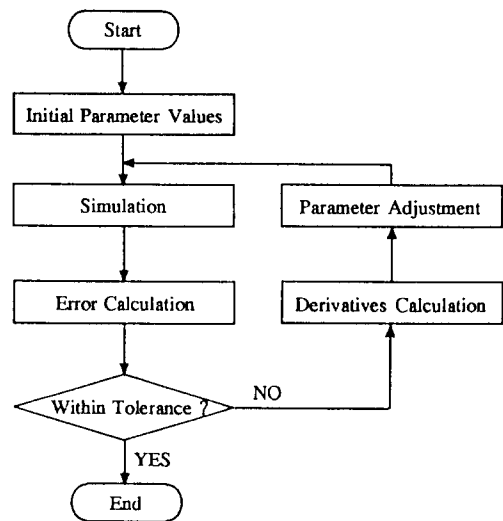 Start
Initial Parameter Values
Simulation
Parameter Adjustment
Error Calculation
Derivatives Calculation
Within Tolerance ?
NO
YES
End